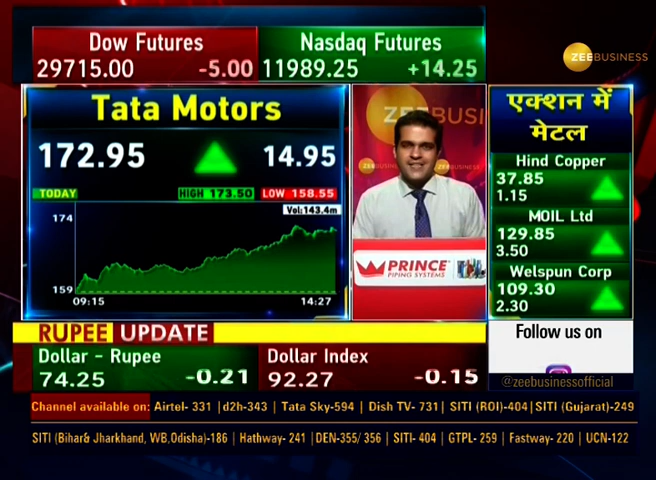 Dow Futures
29715.00 -5.00
Nasdaq Futures
11989.25 +14.25
ZEEBUSINESS
Tata Motors
172.95 14.95
TODAY HIGH 173.50 LOW 158.55
Vol:143.4m
174
159
09:15 14:27
ZEEBUSI
ZEEBUSINESS
PRINCE
PIPING SYSTEMS
एक्शन में
मेटल
Hind Copper
37.85
1.15
MOIL Ltd
129.85
3.50
Welspun Corp
109.30
2.30
RUPEE UPDATE
Dollar - Rupee
74.25 -0.21
Dollar Index
92.27 -0.15
Follow us on
@zeebusinessofficial
Channel available on: Airtel- 331 |d2h-343 | Tata Sky-594 | Dish TV- 731| SITI (ROI)-404|SITI (Gujarat)-249
SITI (Bihar& Jharkhand, WB,Odisha)-186 | Hathway- 241 |DEN-355/ 356 | SITI- 404 | GTPL- 259 | Fastway- 220 | UCN-122